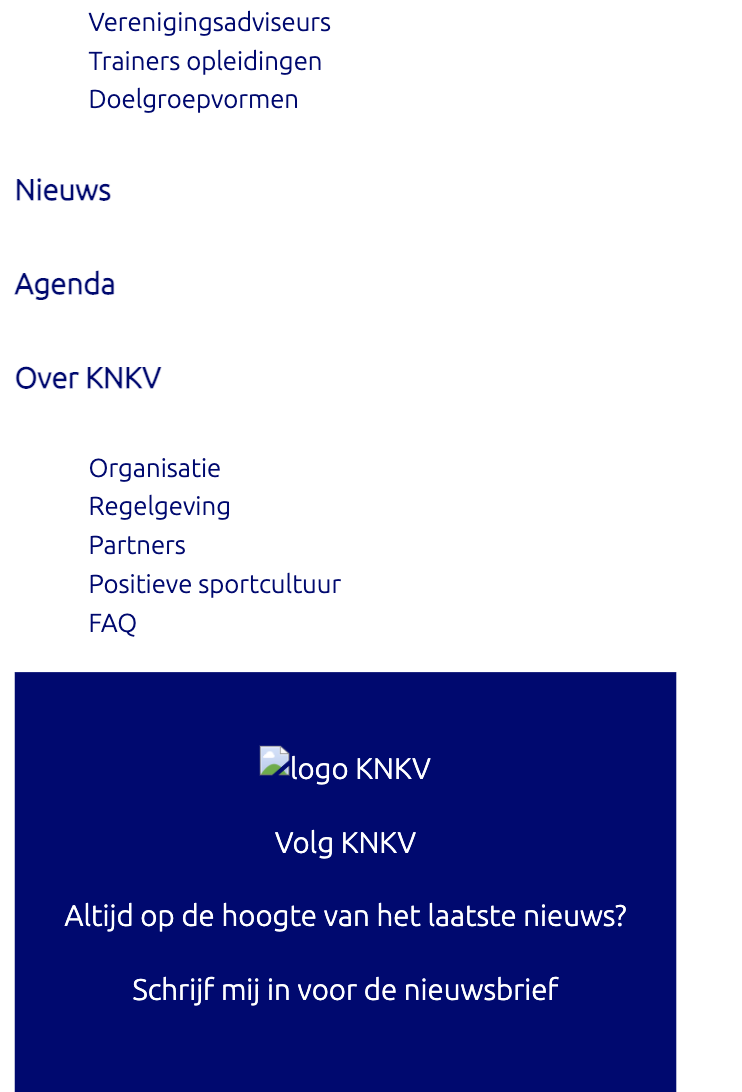 Verenigingsadviseurs
Trainers opleidingen
Doelgroepvormen
Nieuws
Agenda
Over KNKV
Organisatie
Regelgeving
Partners
Positieve sportcultuur
FAQ
logo KNKV
Volg KNKV
Altijd op de hoogte van het laatste nieuws?
Schrijf mij in voor de nieuwsbrief